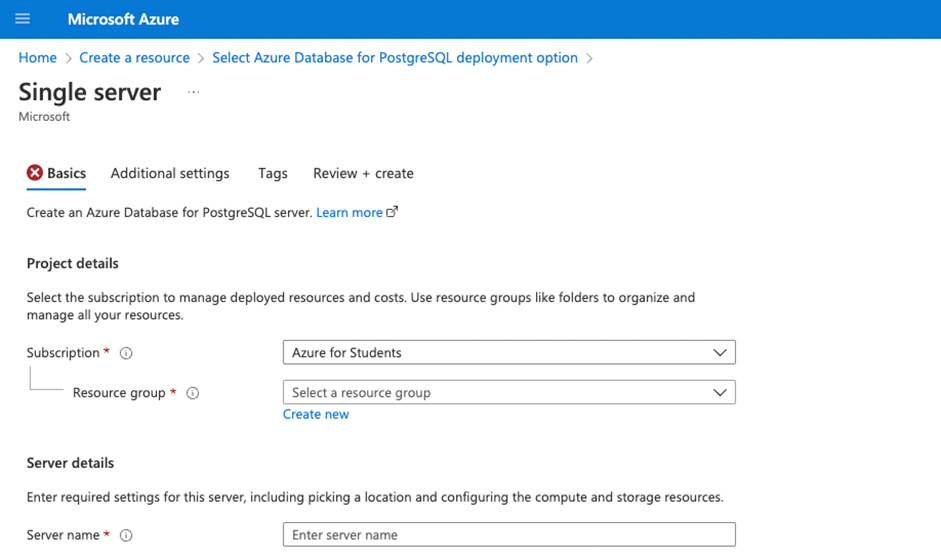 Microsoft Azure
Home > Create a resource > Select Azure Database for PostgreSQL deployment option >
Single server ...
Microsoft
Basics Additional settings Tags Review + create
Create an Azure Database for PostgreSQL server. Learn more
Project details
Select the subscription to manage deployed resources and costs. Use resource groups like folders to organize and
manage all your resources.
Subscription * Azure for Students
Resource group * Select a resource group
Create new
Server details
Enter required settings for this server, including picking a location and configuring the compute and storage resources.
Server name * Enter server name